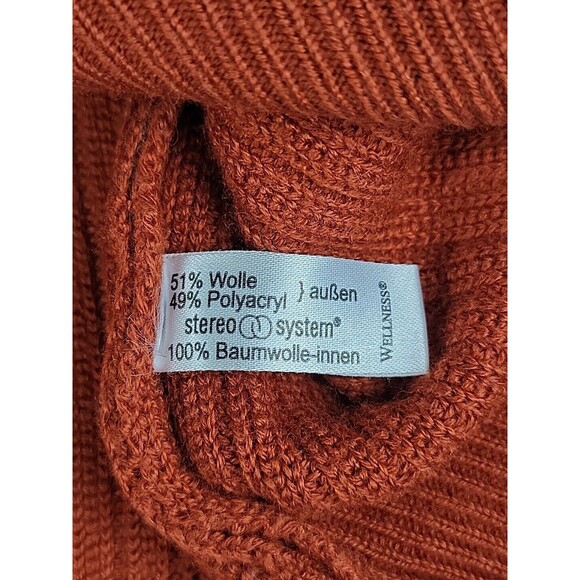 51% Wolle
49% Polyacryl } außen
stereo system®
100% Baumwolle-innen
WELLNESS®